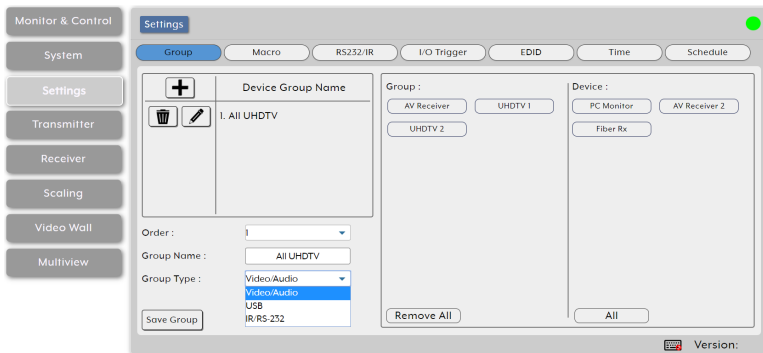 Monitor & Control
System
Settings
Transmitter
Receiver
Scaling
Video Wall
Multiview
Settings
Group Macro RS232/IR I/O Trigger EDID Time Schedule
Device Group Name
1. All UHDTV
Order : 1
Group Name : All UHDTV
Group Type : Video/Audio
Video/Audio
USB
IR/RS-232
Save Group
Group :
AV Receiver UHDTV 1
UHDTV 2
Remove All
Device :
PC Monitor AV Receiver 2
Fiber Rx
All
Version: